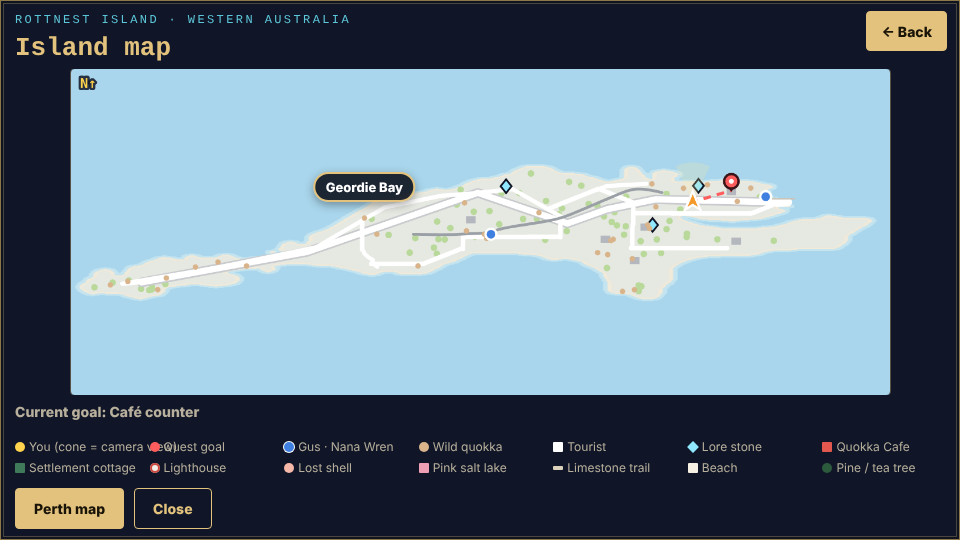 ROTTNEST ISLAND · WESTERN AUSTRALIA
Island map
← Back
N↑
Geordie Bay
Current goal: Café counter
You (cone = camera view)
Quest goal
Gus · Nana Wren
Wild quokka
Tourist
Lore stone
Quokka Cafe
Settlement cottage
Lighthouse
Lost shell
Pink salt lake
Limestone trail
Beach
Pine / tea tree
Perth map
Close